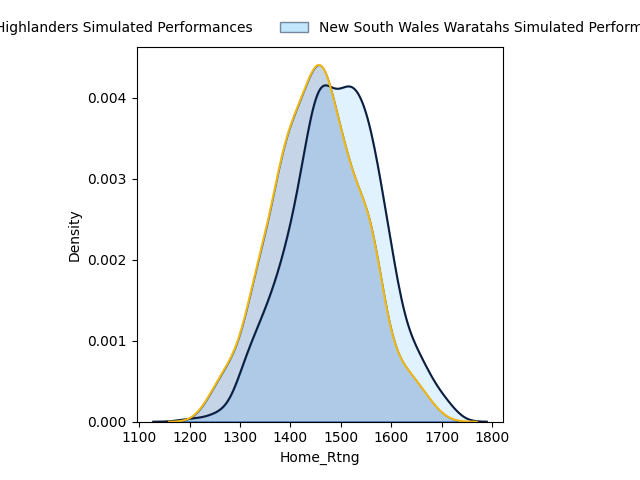 Highlanders Simulated Performances New South Wales Waratahs Simulated Perform
0.004
0.003
0.002
0.001
0.000
Density
1100 1200 1300 1400 1500 1600 1700 1800
Home_Rtng